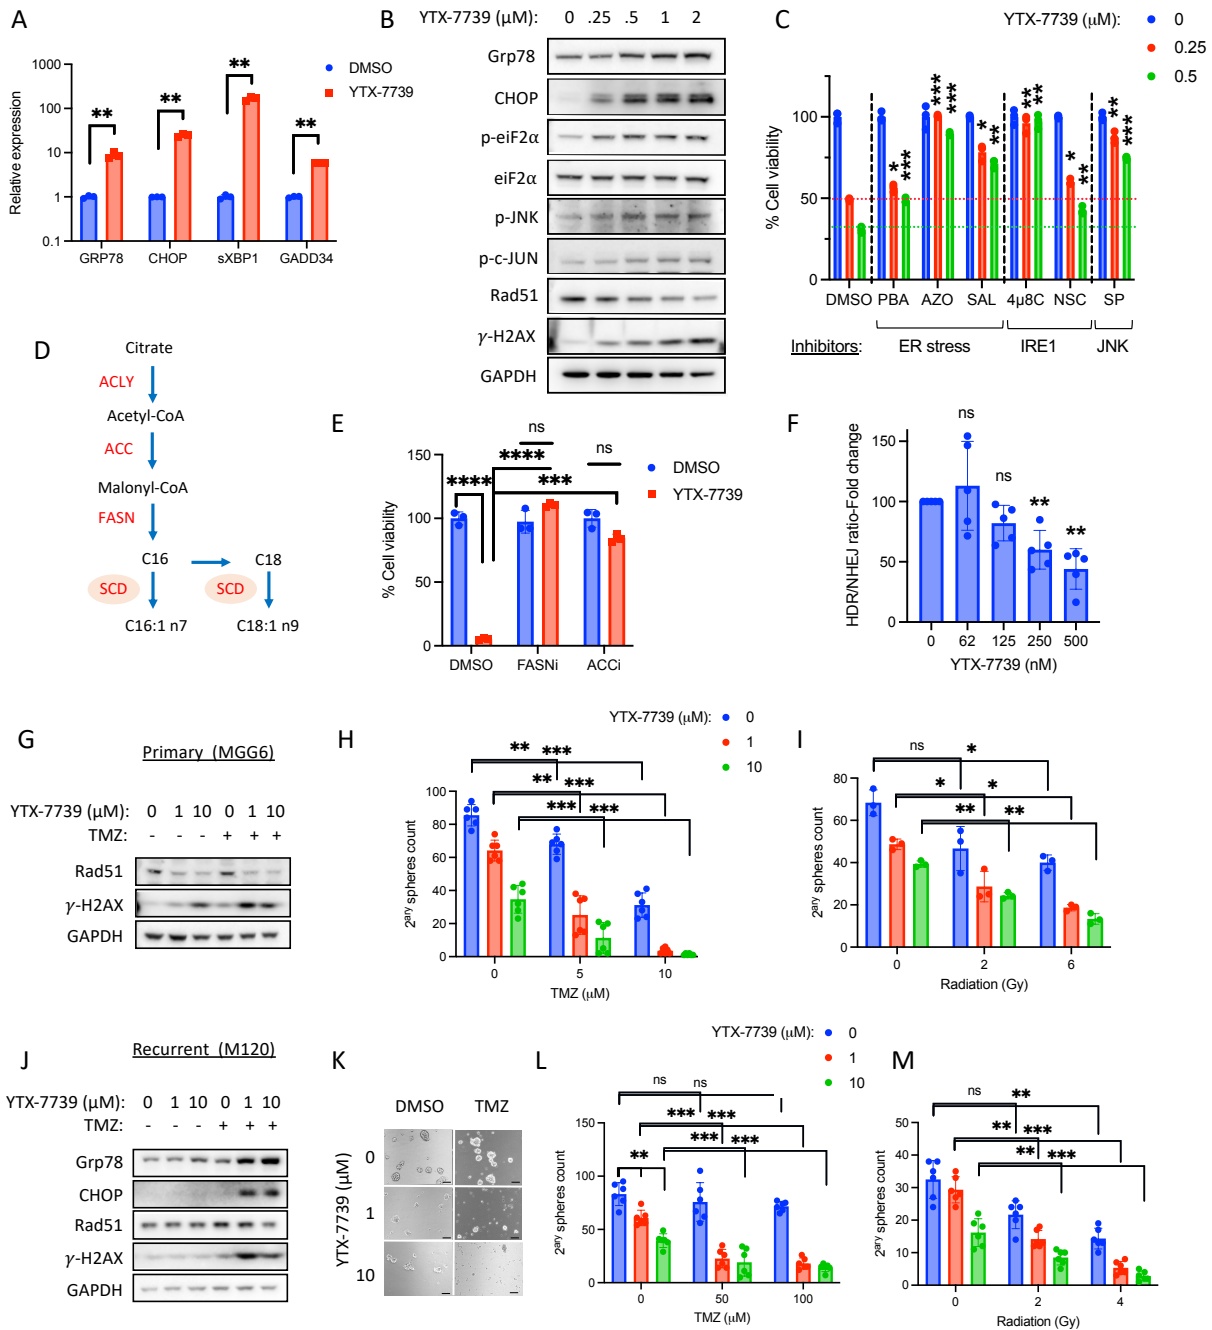 A
Relative expression
1000
100
10
1
0.1
**
**
**
**
DMSO
YTX-7739
GRP78 CHOP sXBP1 GADD34
B
YTX-7739 (μM): 0 .25 .5 1 2
Grp78
CHOP
p-eiF2α
eiF2α
p-JNK
p-c-JUN
Rad51
γ-H2AX
GAPDH
C
YTX-7739 (μM):
0
0.25
0.5
% Cell viability
100
50
0
*
***
***
***
*
**
**
**
*
**
**
***
DMSO PBA AZO SAL 4μ8C NSC SP
Inhibitors: ER stress IRE1 JNK
D
Citrate
ACLY
Acetyl-CoA
ACC
Malonyl-CoA
FASN
C16 C18
SCD SCD
C16:1 n7 C18:1 n9
E
% Cell viability
150
100
50
0
****
****
***
ns
ns
DMSO
YTX-7739
DMSO FASNi ACCi
F
HDR/NHEJ ratio-Fold change
150
100
50
0
ns
ns
**
**
0 62 125 250 500
YTX-7739 (nM)
G
Primary (MGG6)
YTX-7739 (μM): 0 1 10 0 1 10
TMZ: - - - + + +
Rad51
γ-H2AX
GAPDH
H
YTX-7739 (μM):
0
1
10
2ary spheres count
100
80
60
40
20
0
** ***
** ***
*** ***
0 5 10
TMZ (μM)
I
2ary spheres count
80
60
40
20
0
ns *
* *
** **
0 2 6
Radiation (Gy)
J
Recurrent (M120)
YTX-7739 (μM): 0 1 10 0 1 10
TMZ: - - - + + +
Grp78
CHOP
Rad51
γ-H2AX
GAPDH
K
DMSO TMZ
YTX-7739 (μM)
0
1
10
L
YTX-7739 (μM):
0
1
10
2ary spheres count
150
100
50
0
ns ns
*** ***
*** ***
**
0 50 100
TMZ (μM)
M
2ary spheres count
50
40
30
20
10
0
ns **
** ***
** ***
0 2 4
Radiation (Gy)